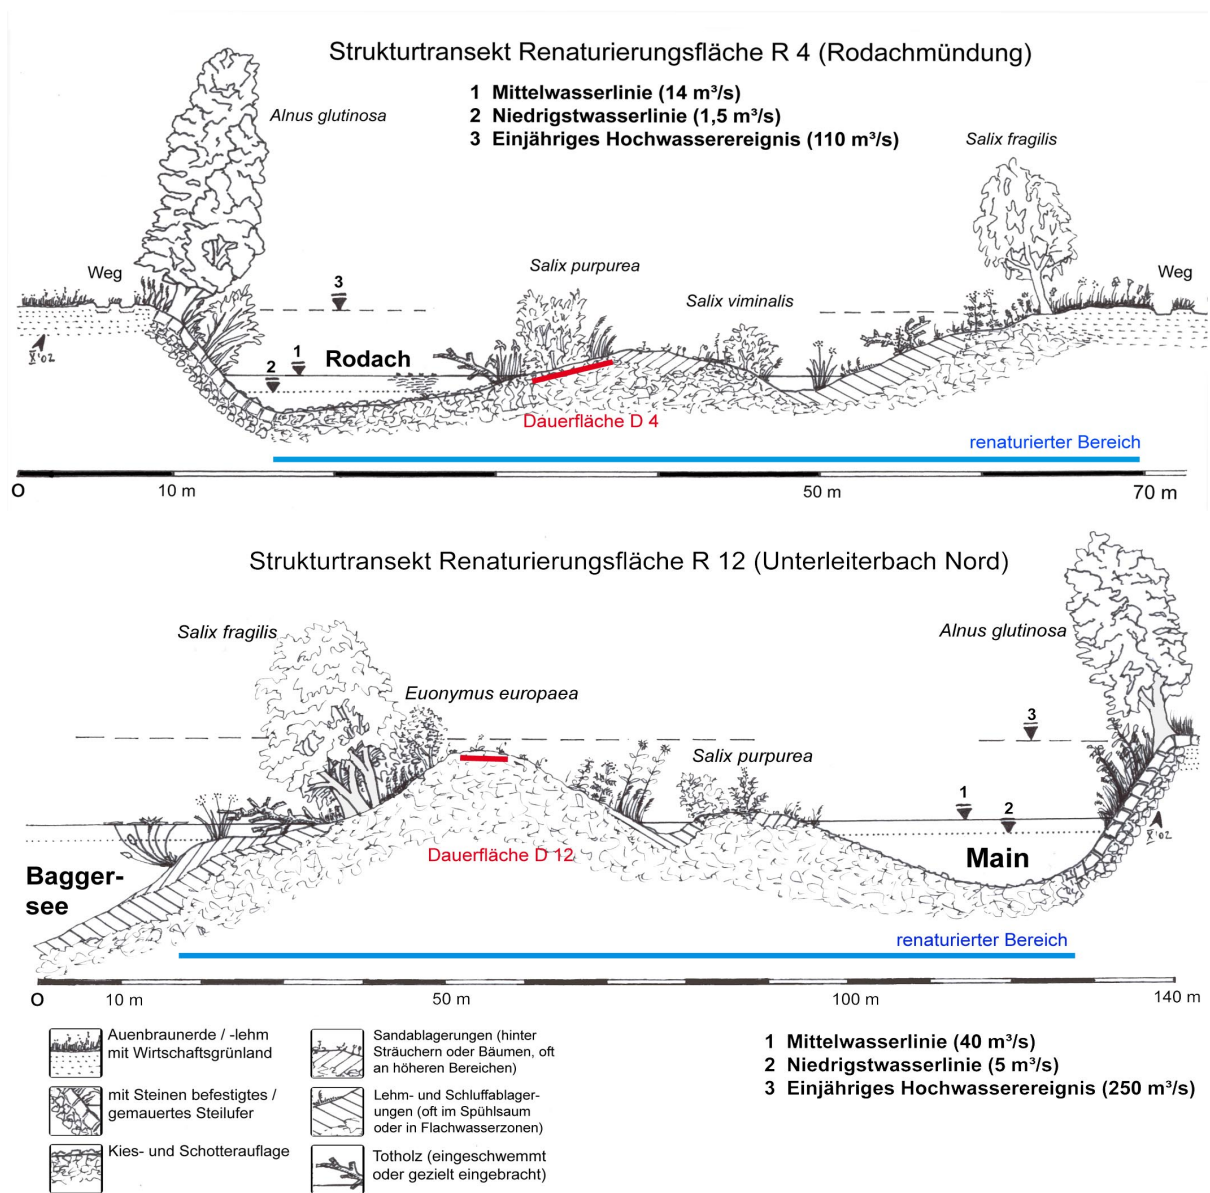 Strukturtransekt Renaturierungsfläche R 4 (Rodachmündung)
1 Mittelwasserlinie (14 m³/s)
2 Niedrigstwasserlinie (1,5 m³/s)
3 Einjähriges Hochwasserereignis (110 m³/s)
Alnus glutinosa
Salix fragilis
Weg
3
Salix purpurea
Salix viminalis
Weg
X'02
2
1
Rodach
Dauerfläche D 4
renaturierter Bereich
O
10 m
50 m
70 m
Strukturtransekt Renaturierungsfläche R 12 (Unterleiterbach Nord)
Salix fragilis
Alnus glutinosa
Euonymus europaea
3
Salix purpurea
1
2
X'02
Dauerfläche D 12
Main
Bagger-
see
renaturierter Bereich
O
10 m
50 m
100 m
140 m
Auenbraunerde / -lehm
mit Wirtschaftsgrünland
mit Steinen befestigtes /
gemauertes Steilufer
Kies- und Schotterauflage
Sandablagerungen (hinter
Sträuchern oder Bäumen, oft
an höheren Bereichen)
Lehm- und Schluffablager-
ungen (oft im Spühlsaum
oder in Flachwasserzonen)
Totholz (eingeschwemmt
oder gezielt eingebracht)
1 Mittelwasserlinie (40 m³/s)
2 Niedrigstwasserlinie (5 m³/s)
3 Einjähriges Hochwasserereignis (250 m³/s)